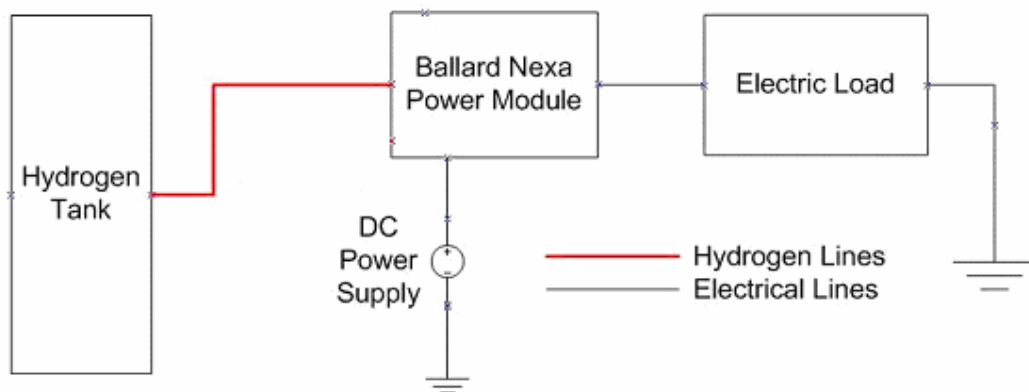 Hydrogen
Tank
Ballard Nexa
Power Module
Electric Load
DC
Power
Supply
+
-
Hydrogen Lines
Electrical Lines